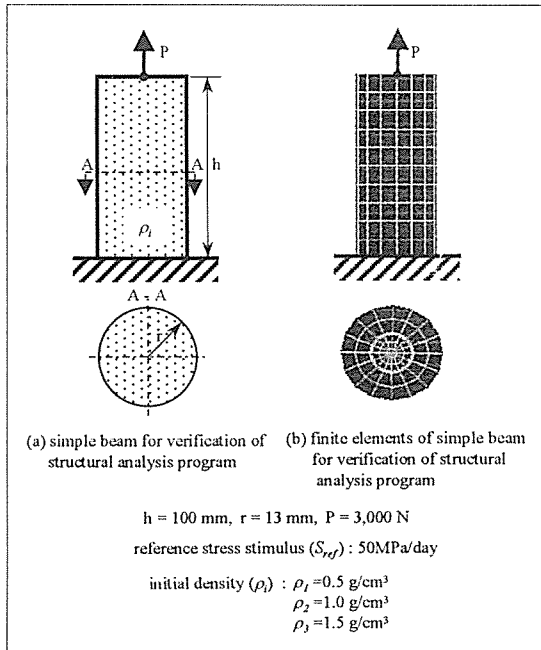 P
P
A
A
h
ρi
A - A
r
(a) simple beam for verification of
structural analysis program
(b) finite elements of simple beam
for verification of structural
analysis program
h = 100 mm, r = 13 mm, P = 3,000 N
reference stress stimulus (Sref) : 50MPa/day
initial density (ρi) : ρ1 =0.5 g/cm³
ρ2 =1.0 g/cm³
ρ3 =1.5 g/cm³